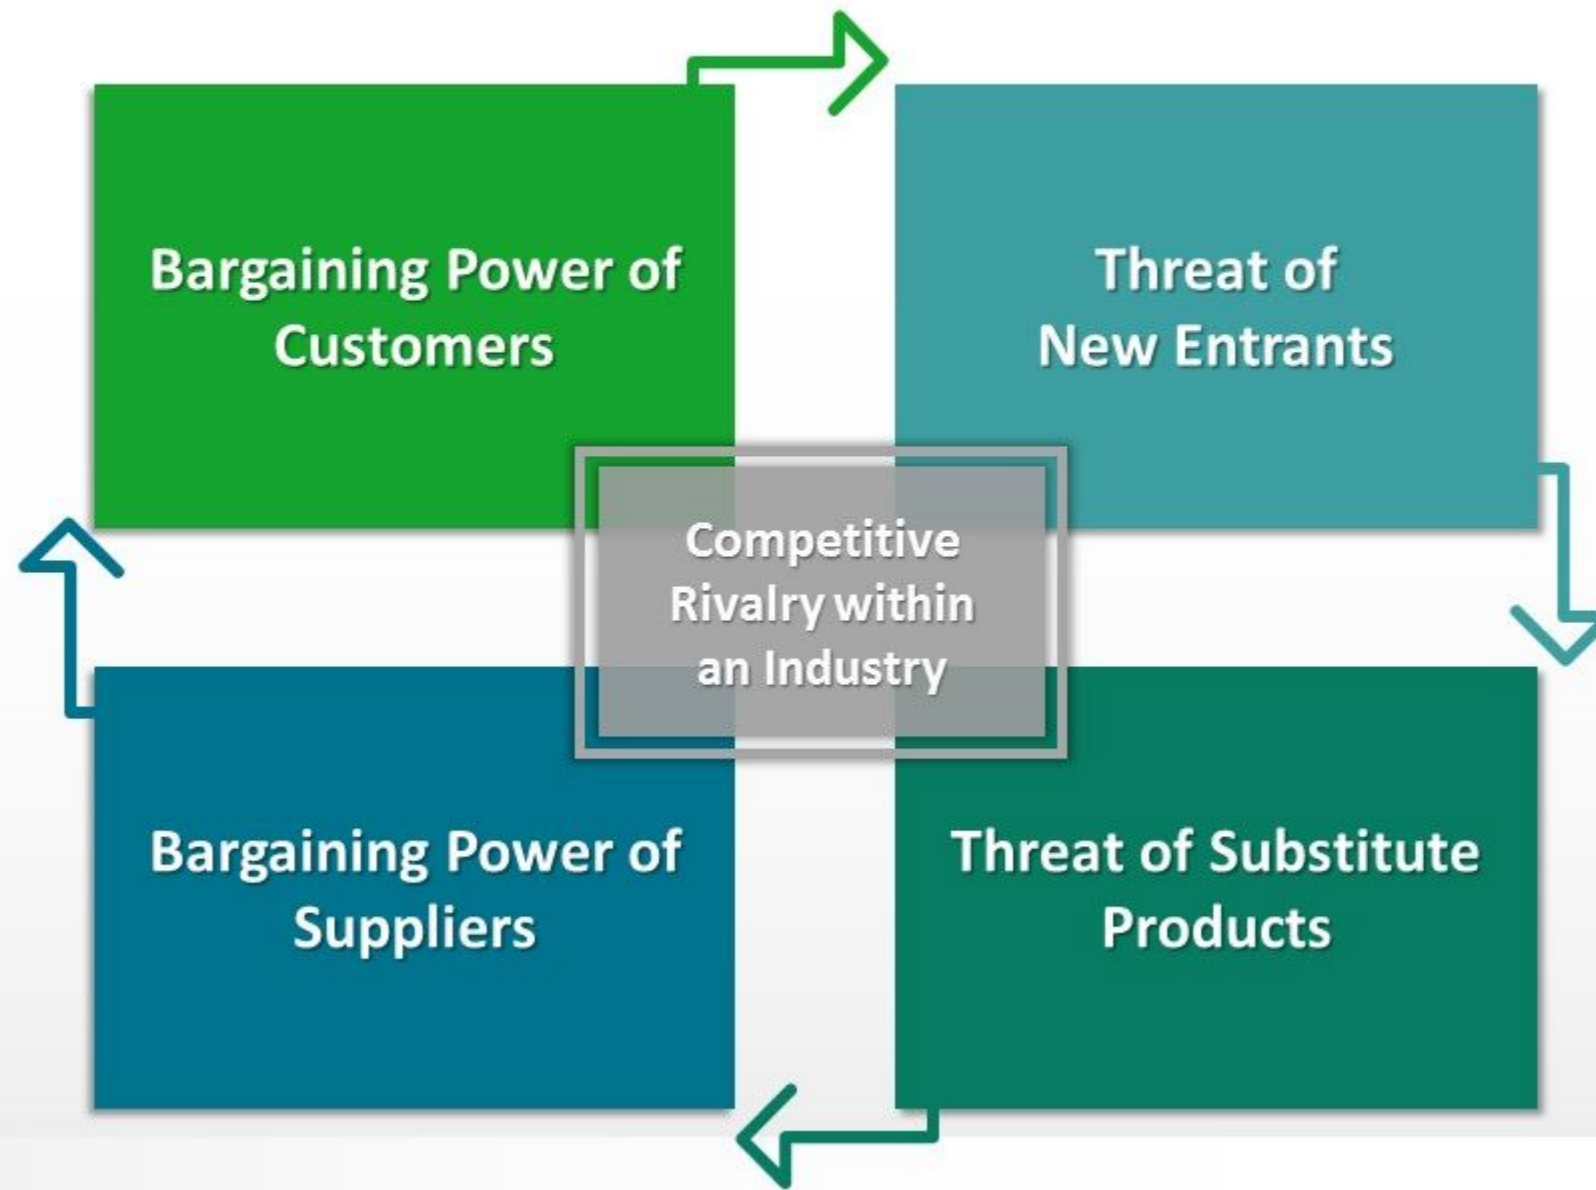 Bargaining Power of
Customers
Threat of
New Entrants
Competitive
Rivalry within
an Industry
Bargaining Power of
Suppliers
Threat of Substitute
Products